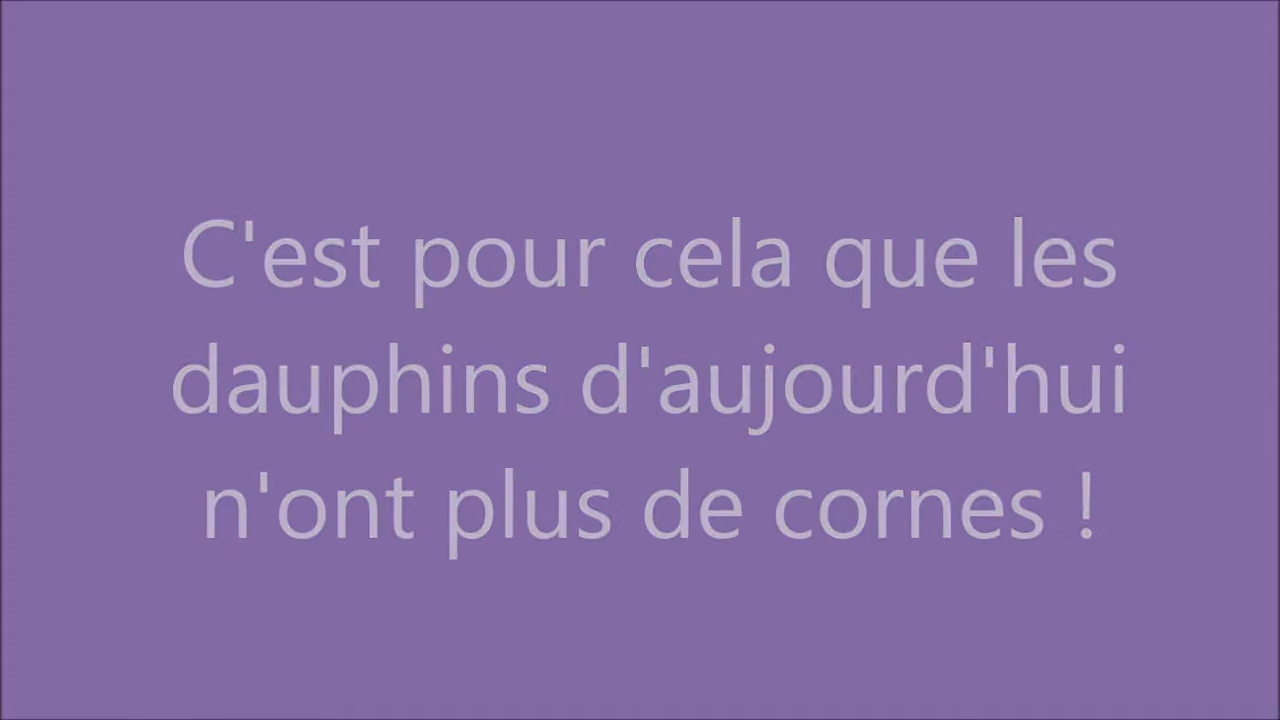 C'est pour cela que les
dauphins d'aujourd'hui
n'ont plus de cornes !